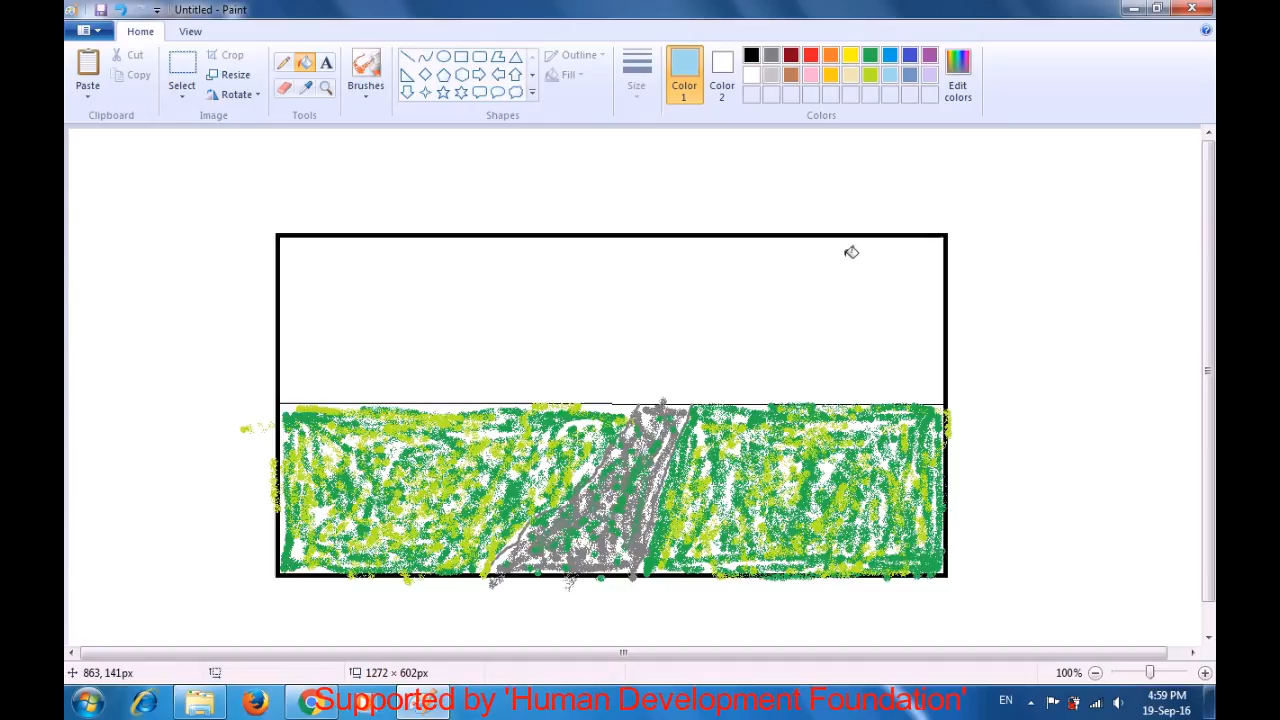 Untitled - Paint
Home
View
Paste
Cut
Copy
Clipboard
Select
Crop
Resize
Rotate
Image
A
Tools
Brushes
Shapes
Outline
Fill
Size
Color 1
Color 2
Edit colors
Colors
863, 141px
1272 × 602px
100%
EN
4:59 PM
19-Sep-16
Supported by 'Human Development Foundation'